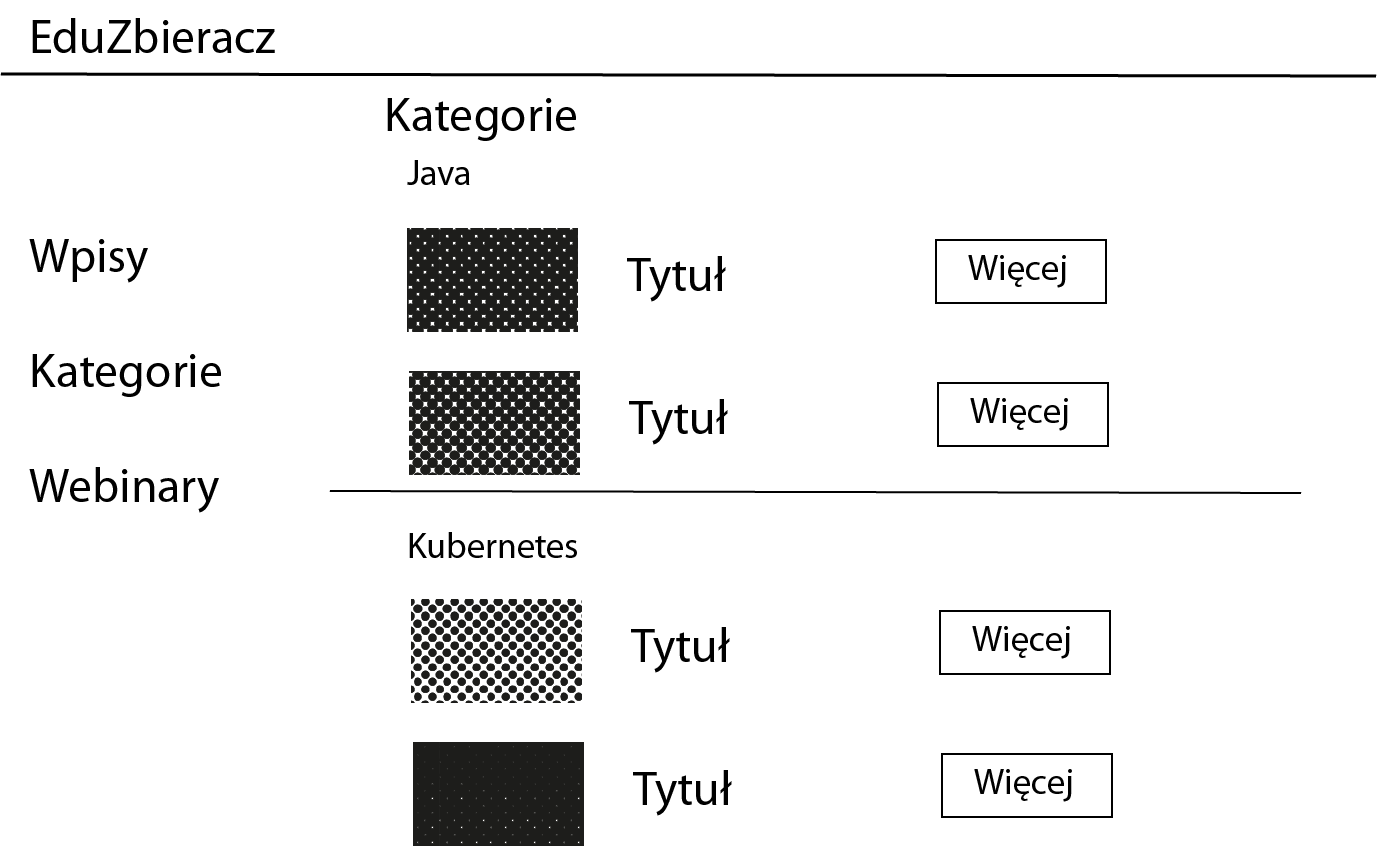 EduZbieracz
Wpisy
Kategorie
Webinary
Kategorie
Java
Tytuł
Więcej
Tytuł
Więcej
Kubernetes
Tytuł
Więcej
Tytuł
Więcej